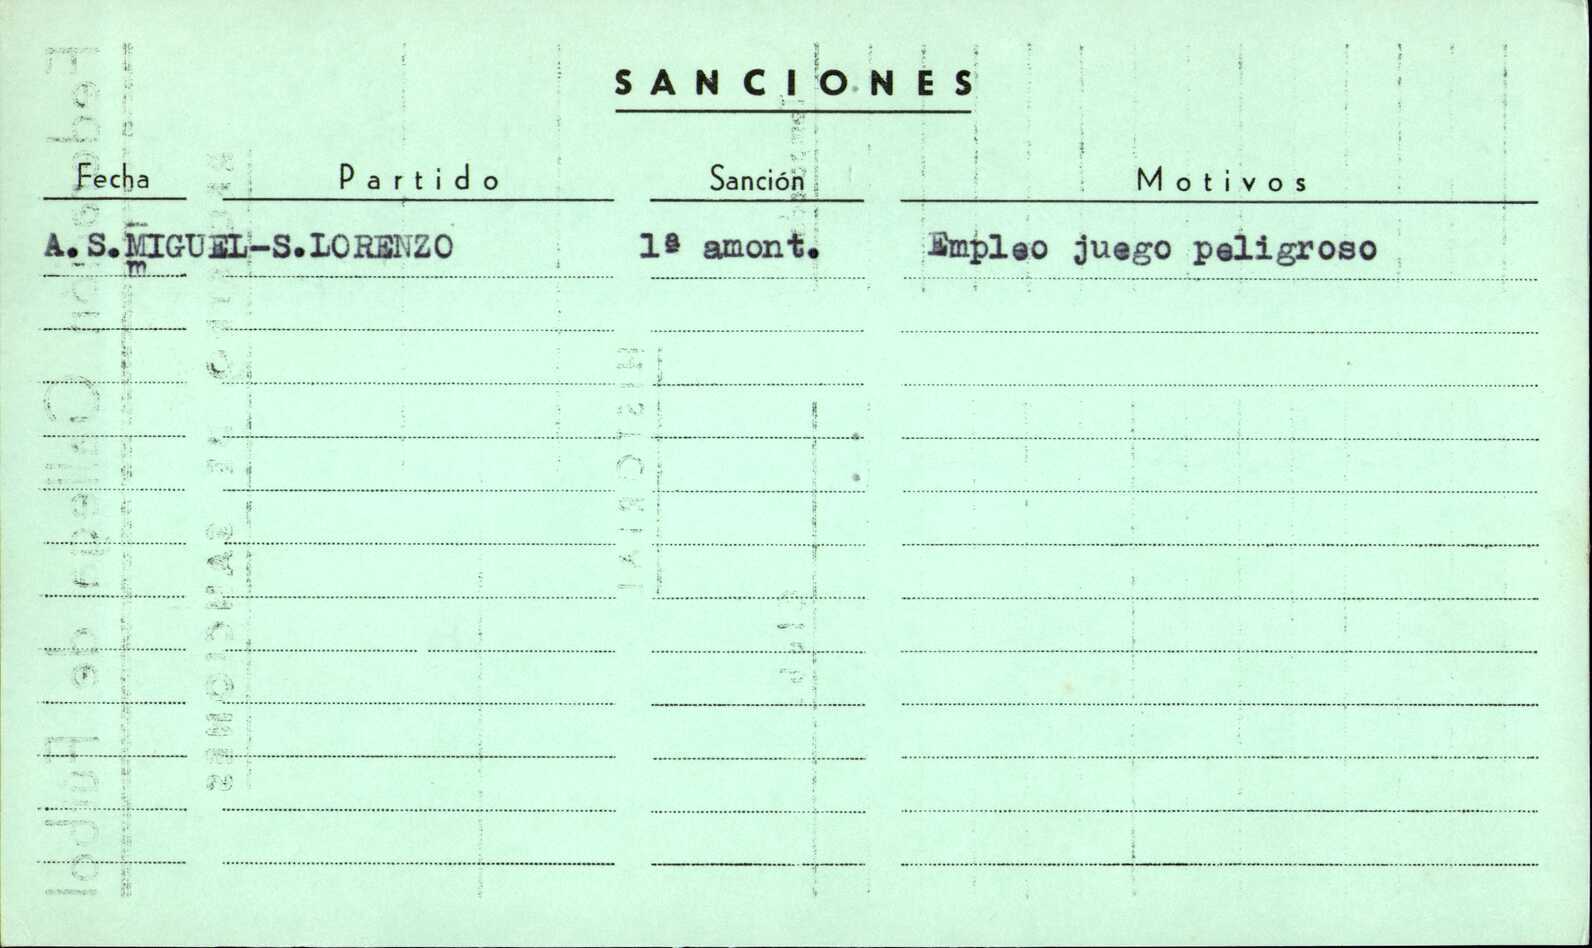 SANCIONES
Fecha Partido Sanción Motivos
A.S.MIGUEL-S.LORENZO 1ª amont. Empleo juego peligroso
m